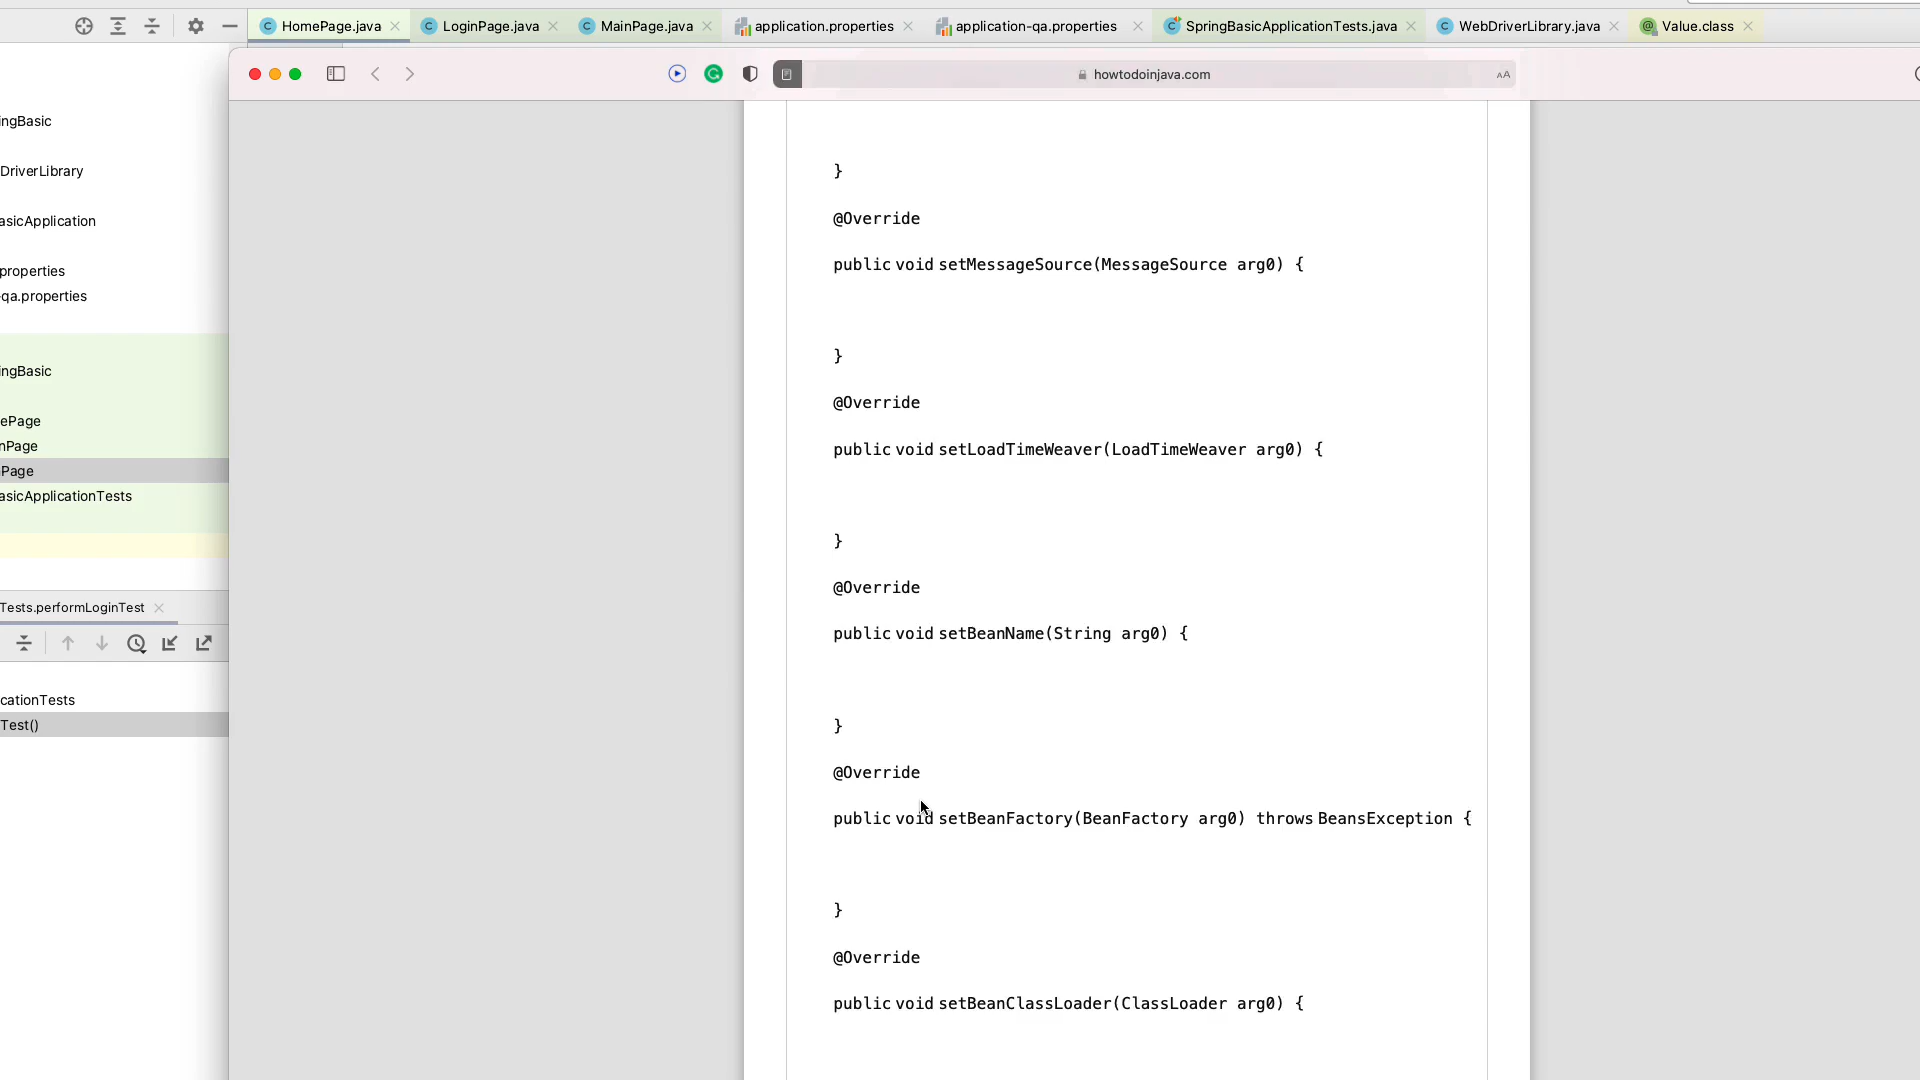 HomePage.java LoginPage.java MainPage.java application.properties application-qa.properties SpringBasicApplicationTests.java WebDriverLibrary.java Value.class
howtodoinjava.com AA
ingBasic
DriverLibrary
asicApplication
properties
-qa.properties
ingBasic
ePage
nPage
Page
asicApplicationTests
Tests.performLoginTest
cationTests
Test()
}
@Override
public void setMessageSource(MessageSource arg0) {
}
@Override
public void setLoadTimeWeaver(LoadTimeWeaver arg0) {
}
@Override
public void setBeanName(String arg0) {
}
@Override
public void setBeanFactory(BeanFactory arg0) throws BeansException {
}
@Override
public void setBeanClassLoader(ClassLoader arg0) {